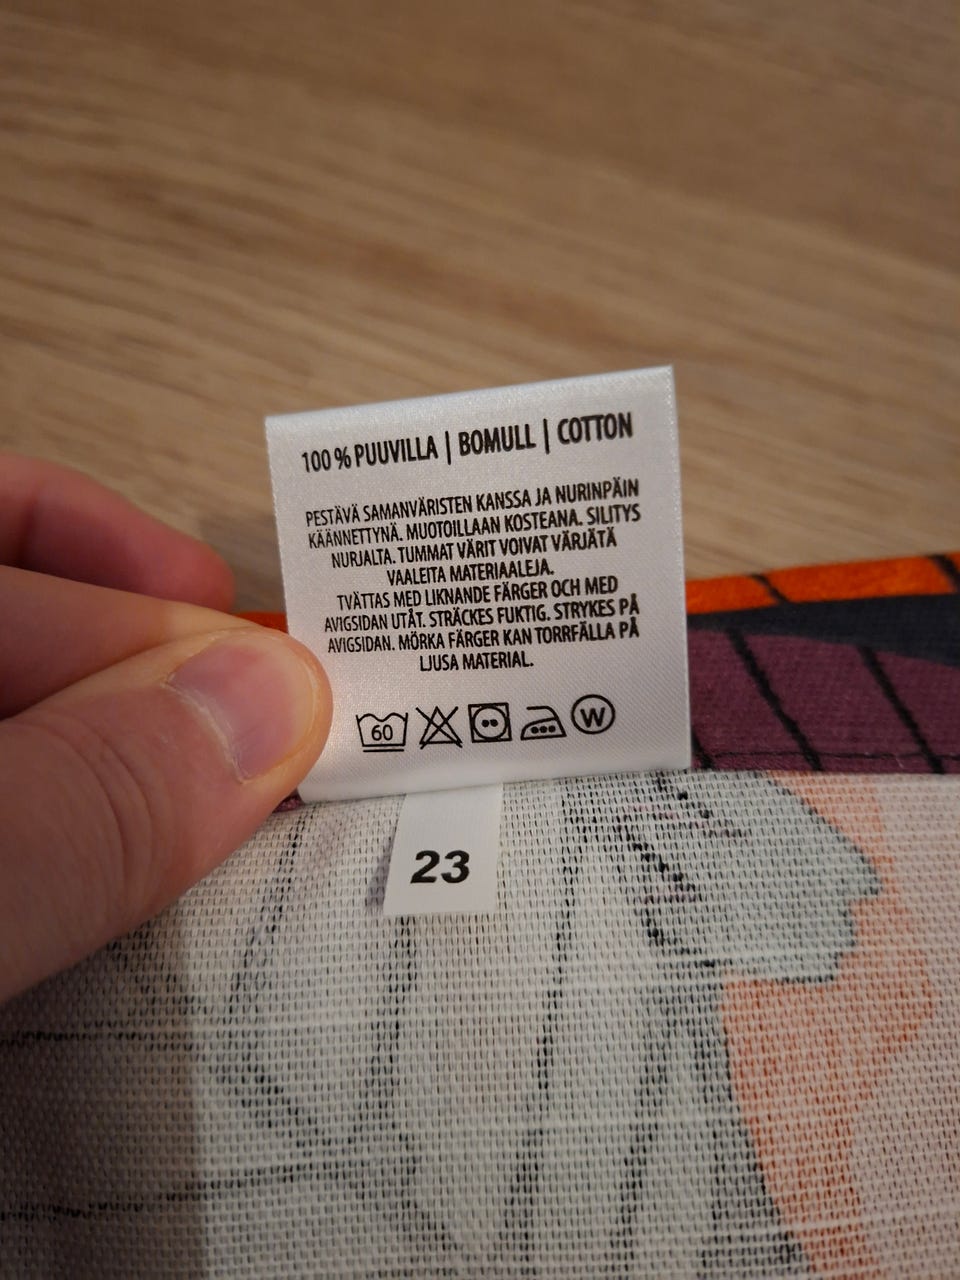 100 % PUUVILLA | BOMULL | COTTON
PESTÄVÄ SAMANVÄRISTEN KANSSA JA NURINPÄIN
KÄÄNNETTYNÄ. MUOTOILLAAN KOSTEANA. SILITYS
NURJALTA. TUMMAT VÄRIT VOIVAT VÄRJÄTÄ
VAALEITA MATERIAALEJA.
TVÄTTAS MED LIKNANDE FÄRGER OCH MED
AVIGSIDAN UTÅT. STRÄCKES FUKTIG. STRYKES PÅ
AVIGSIDAN. MÖRKA FÄRGER KAN TORRFÄLLA PÅ
LJUSA MATERIAL.
60 W
23